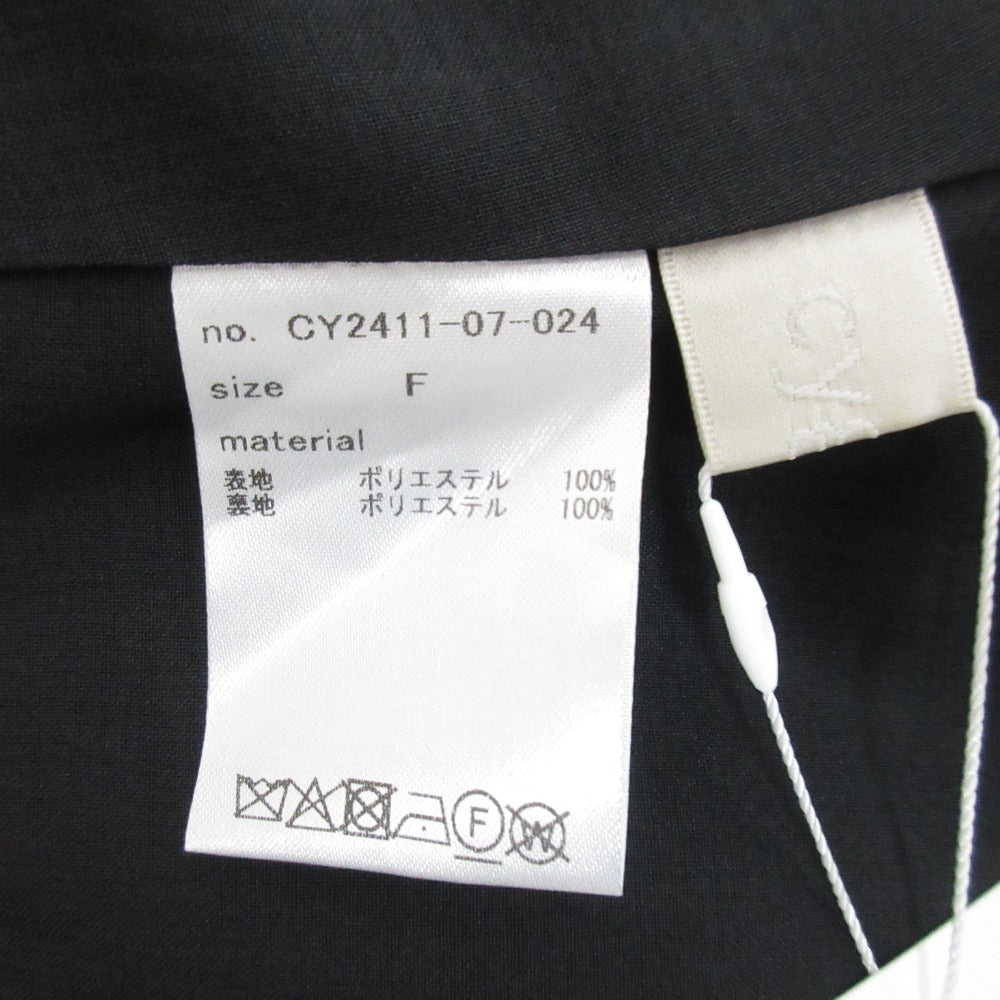 no. CY2411-07-024
size F
material
表地 ポリエステル 100%
裏地 ポリエステル 100%
F
W